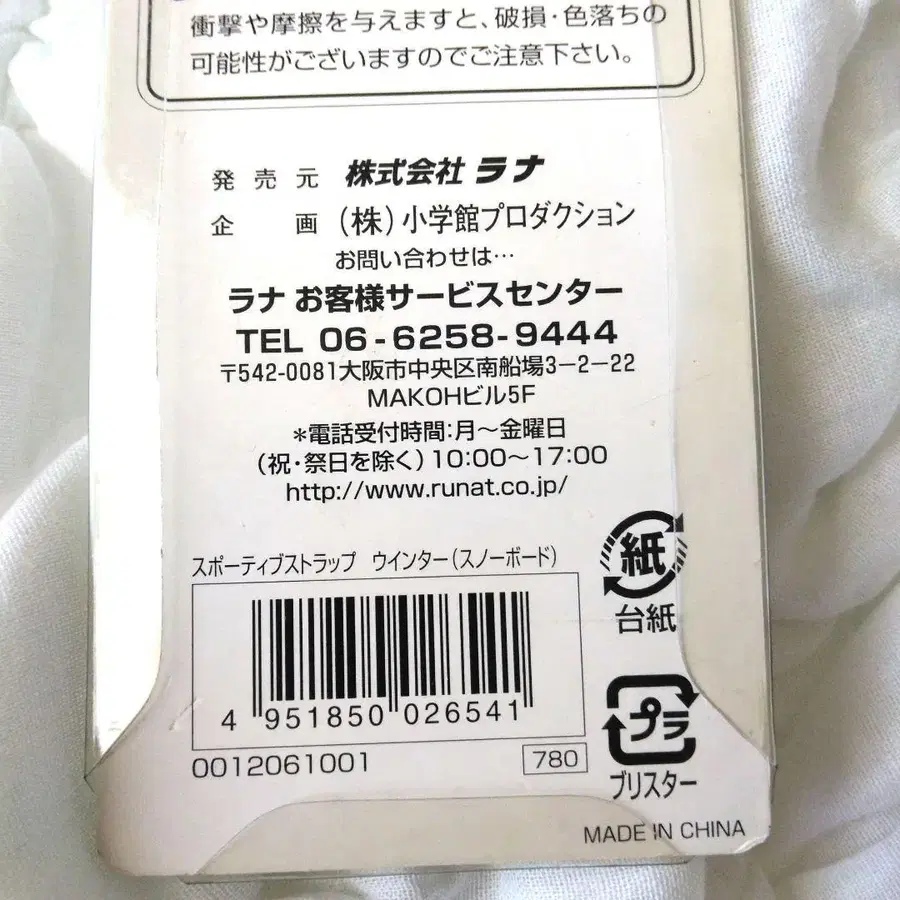 衝撃や摩擦を与えますと、破損・色落ちの
可能性がございますのでご注意下さい。
発売元 株式会社 ラナ
企画 (株)小学館プロダクション
お問い合わせは…
ラナ お客様サービスセンター
TEL 06-6258-9444
〒542-0081大阪市中央区南船場3-2-22
MAKOHビル5F
*電話受付時間:月～金曜日
(祝・祭日を除く)10:00～17:00
http://www.runat.co.jp/
スポーティブストラップ ウインター(スノーボード)
紙
台紙
4 951850 026541
プラ
ブリスター
0012061001 780
MADE IN CHINA